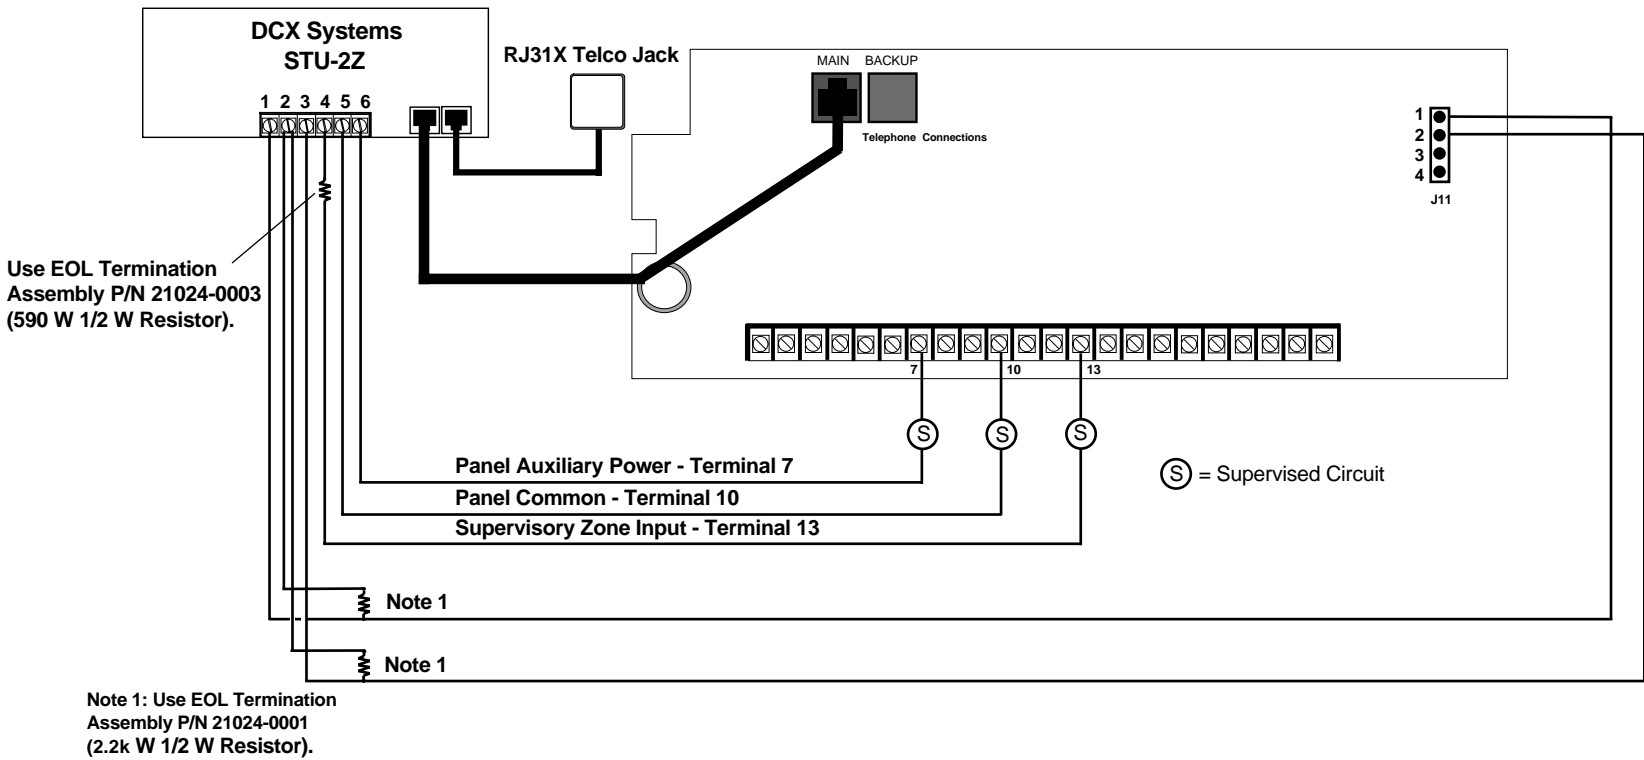 DCX Systems
STU-2Z
1 2 3 4 5 6
RJ31X Telco Jack
MAIN BACKUP
Telephone Connections
1
2
3
4
J11
Use EOL Termination
Assembly P/N 21024-0003
(590 W 1/2 W Resistor).
7 10 13
S S S
Panel Auxiliary Power - Terminal 7
S = Supervised Circuit
Panel Common - Terminal 10
Supervisory Zone Input - Terminal 13
Note 1
Note 1
Note 1: Use EOL Termination
Assembly P/N 21024-0001
(2.2k W 1/2 W Resistor).